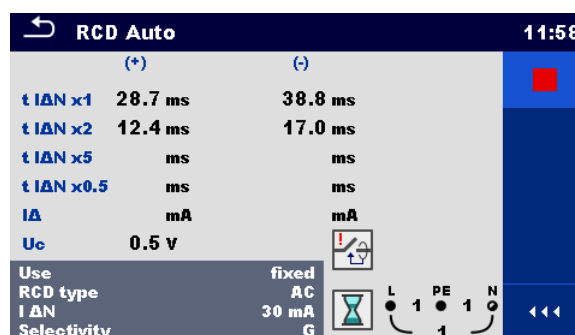 RCD Auto 11:58
(+) (-)
t IΔN x1 28.7 ms 38.8 ms
t IΔN x2 12.4 ms 17.0 ms
t IΔN x5 ms ms
t IΔN x0.5 ms ms
IΔ mA mA
Uc 0.5 V
Use fixed
RCD type AC
I ΔN 30 mA
Selectivity G
L PE N
1 1
1